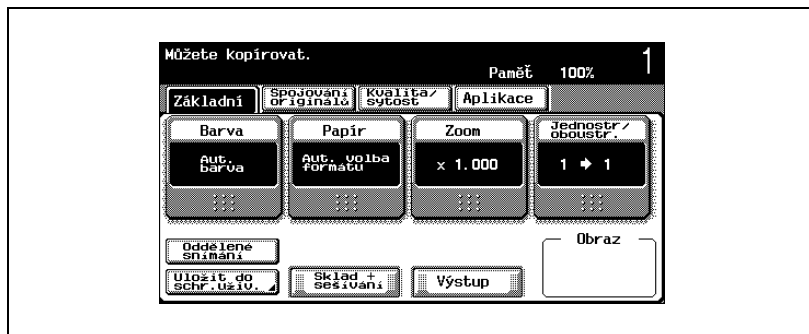 Můžete kopírovat.
Paměť 100% 1
Základní Spojování originálů Kvalita/ sytost Aplikace
Barva Papír Zoom Jednostr/ oboustr.
Aut. barva Aut. volba formátu x 1.000 1 → 1
Oddělené snímání
Obraz
Uložit do schr.uživ. Sklad + sešívání Výstup